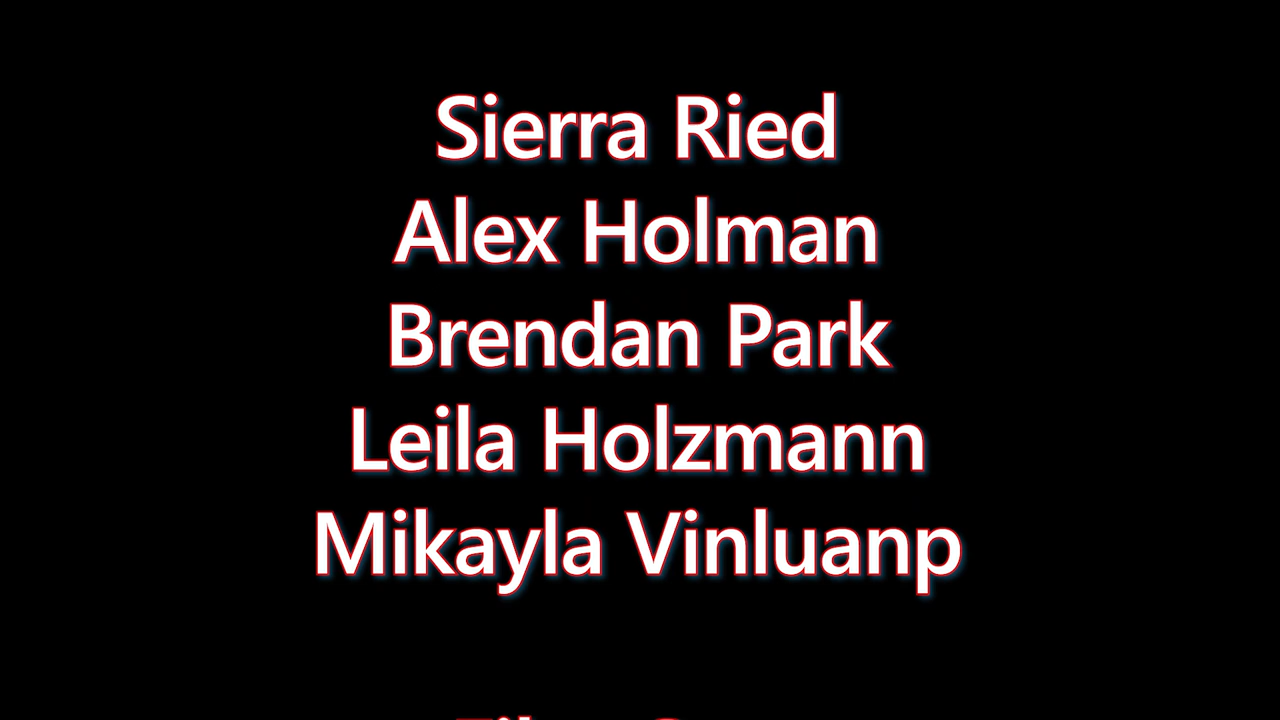 Sierra Ried
Alex Holman
Brendan Park
Leila Holzmann
Mikayla Vinluanp